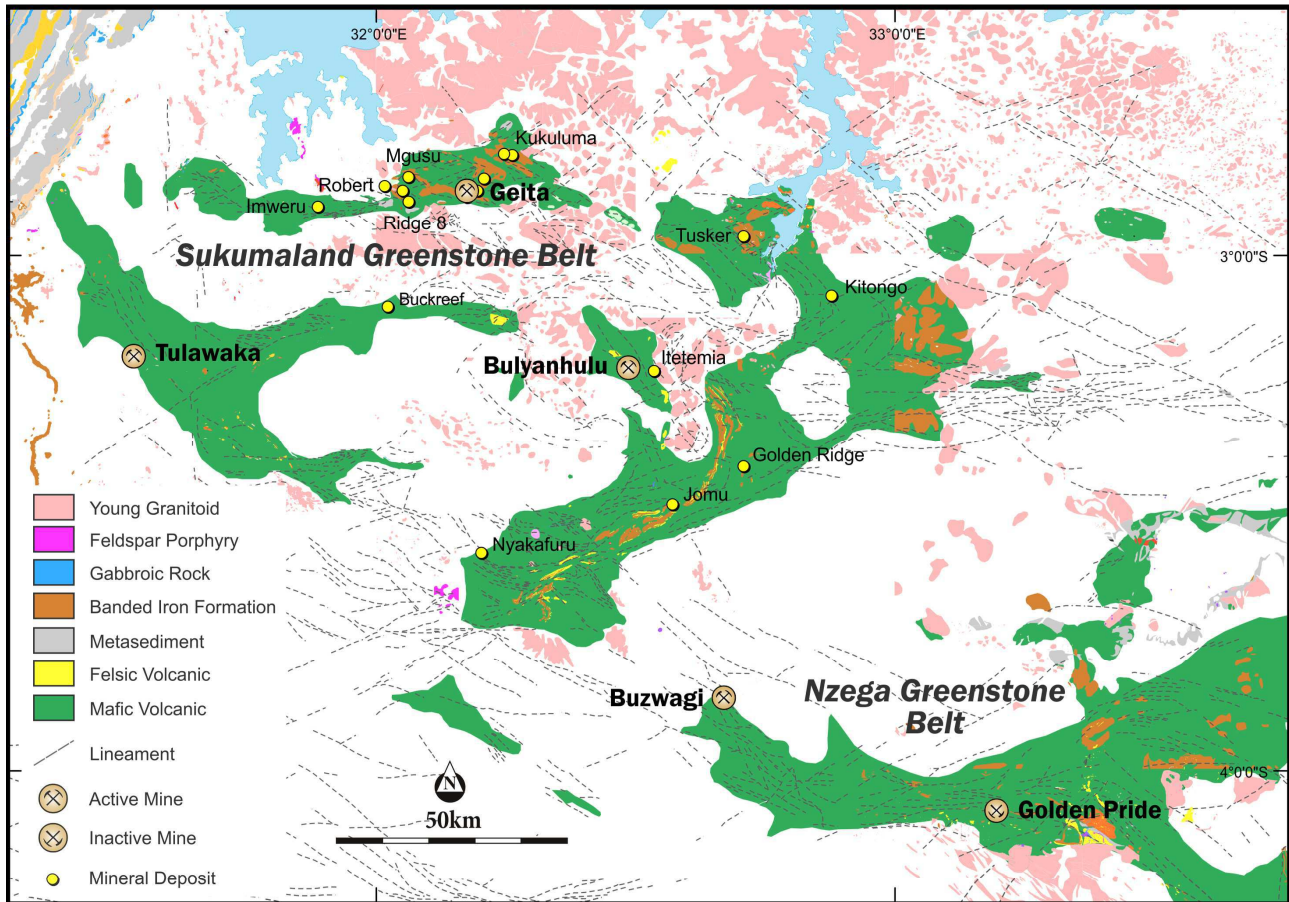 32°0'0"E
33°0'0"E
Kukuluma
Mgusu
Robert
Geita
Imweru
Ridge 8
Tusker
Sukumaland Greenstone Belt
3°0'0"S
Kitongo
Buckreef
Tulawaka
Bulyanhulu
Itetemia
Golden Ridge
Jomu
Nyakafuru
Young Granitoid
Feldspar Porphyry
Gabbroic Rock
Banded Iron Formation
Metasediment
Felsic Volcanic
Mafic Volcanic
Lineament
Active Mine
Inactive Mine
Mineral Deposit
Buzwagi
Nzega Greenstone
Belt
N
50km
4°0'0"S
Golden Pride